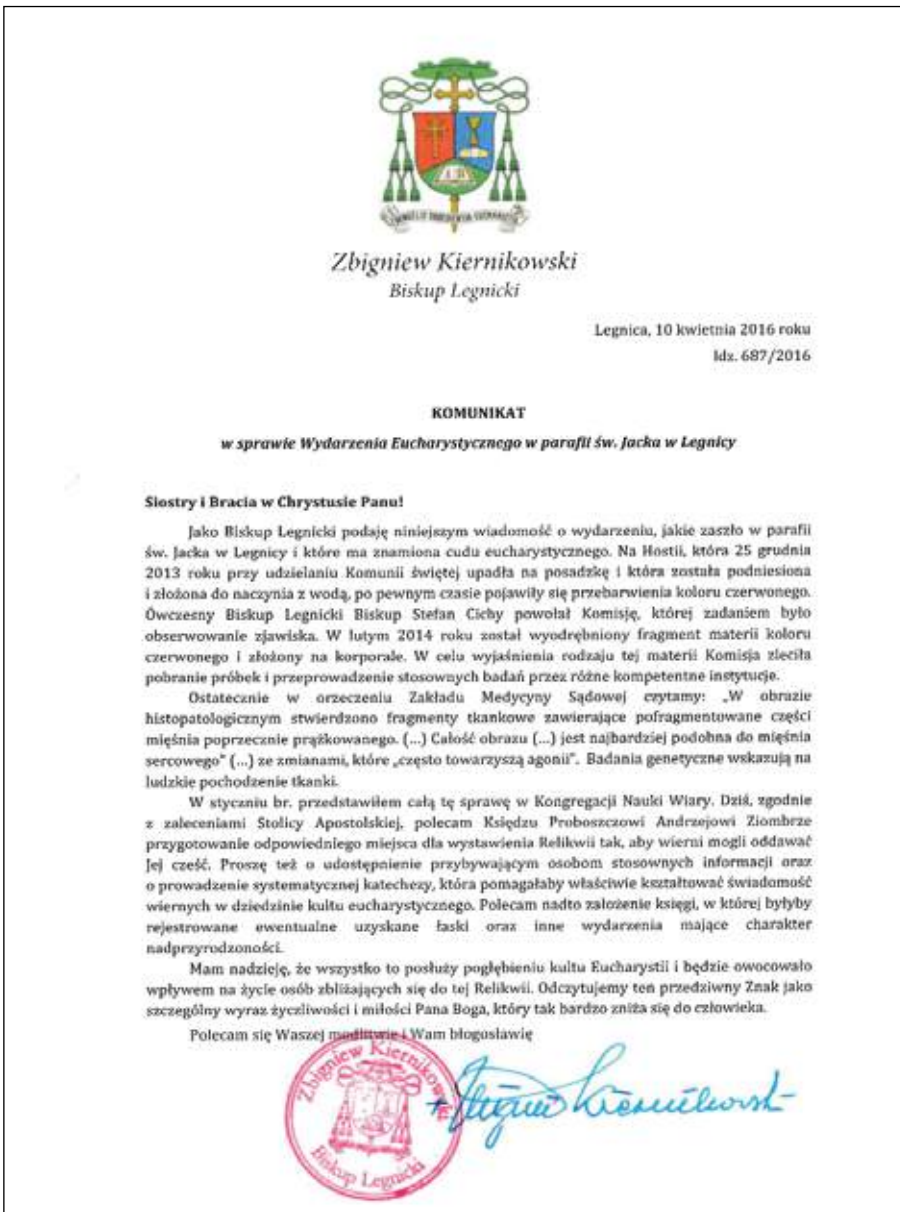 Zbigniew Kiernikowski
Biskup Legnicki
Legnica, 10 kwietnia 2016 roku
ldz. 687/2016
KOMUNIKAT
w sprawie Wydarzenia Eucharystycznego w parafii św. Jacka w Legnicy
Siostry i Bracia w Chrystusie Panu!
Jako Biskup Legnicki podaję niniejszym wiadomość o wydarzeniu, jakie zaszło w parafii
św. Jacka w Legnicy i które ma znamiona cudu eucharystycznego. Na Hostii, która 25 grudnia
2013 roku przy udzielaniu Komunii świętej upadła na posadzkę i która została podniesiona
i złożona do naczynia z wodą, po pewnym czasie pojawiły się przebarwienia koloru czerwonego.
Ówczesny Biskup Legnicki Biskup Stefan Cichy powołał Komisję, której zadaniem było
obserwowanie zjawiska. W lutym 2014 roku został wyodrębniony fragment materii koloru
czerwonego i złożony na korporale. W celu wyjaśnienia rodzaju tej materii Komisja zleciła
pobranie próbek i przeprowadzenie stosownych badań przez różne kompetentne instytucje.
Ostatecznie w orzeczeniu Zakładu Medycyny Sądowej czytamy: „W obrazie
histopatologicznym stwierdzono fragmenty tkankowe zawierające pofragmentowane części
mięśnia poprzecznie prążkowanego. (...) Całość obrazu (...) jest najbardziej podobna do mięśnia
sercowego" (...) ze zmianami, które „często towarzyszą agonii". Badania genetyczne wskazują na
ludzkie pochodzenie tkanki.
W styczniu br. przedstawiłem całą tę sprawę w Kongregacji Nauki Wiary. Dziś, zgodnie
z zaleceniami Stolicy Apostolskiej, polecam Księdzu Proboszczowi Andrzejowi Ziombrze
przygotowanie odpowiedniego miejsca dla wystawienia Relikwii tak, aby wierni mogli oddawać
Jej cześć. Proszę też o udostępnienie przybywającym osobom stosownych informacji oraz
o prowadzenie systematycznej katechezy, która pomagałaby właściwie kształtować świadomość
wiernych w dziedzinie kultu eucharystycznego. Polecam nadto założenie księgi, w której byłyby
rejestrowane ewentualne uzyskane łaski oraz inne wydarzenia mające charakter
nadprzyrodzoności.
Mam nadzieję, że wszystko to posłuży pogłębieniu kultu Eucharystii i będzie owocowało
wpływem na życie osób zbliżających się do tej Relikwii. Odczytujemy ten przedziwny Znak jako
szczególny wyraz życzliwości i miłości Pana Boga, który tak bardzo zniża się do człowieka.
Polecam się Waszej modlitwie i Wam błogosławię
Zbigniew Kiernikowski
Biskup Legnicki